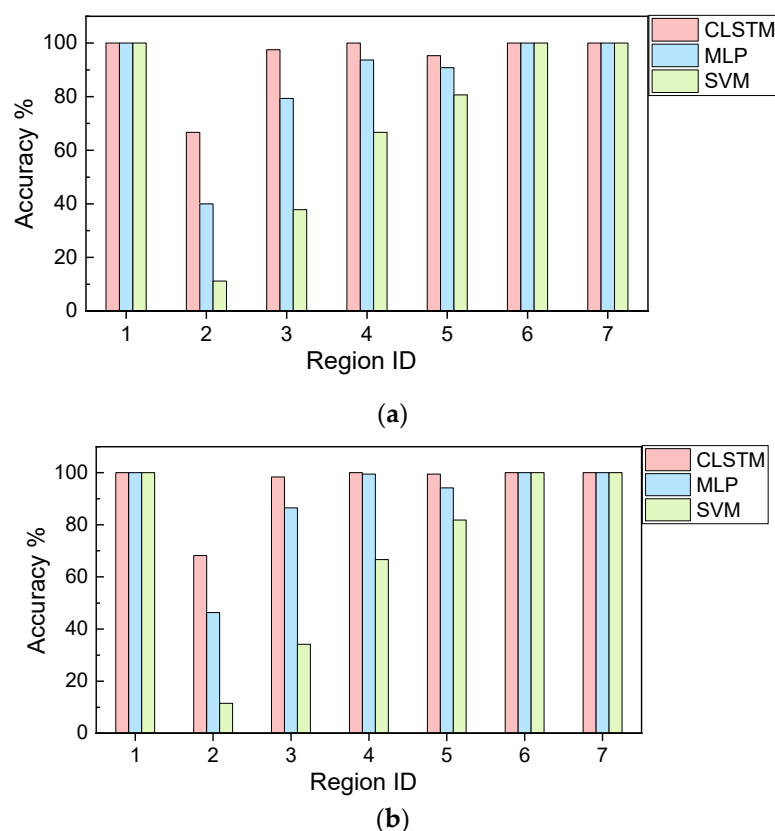 100
80
60
40
20
0
Accuracy %
1 2 3 4 5 6 7
Region ID
CLSTM
MLP
SVM
(a)
100
80
60
40
20
0
Accuracy %
1 2 3 4 5 6 7
Region ID
CLSTM
MLP
SVM
(b)